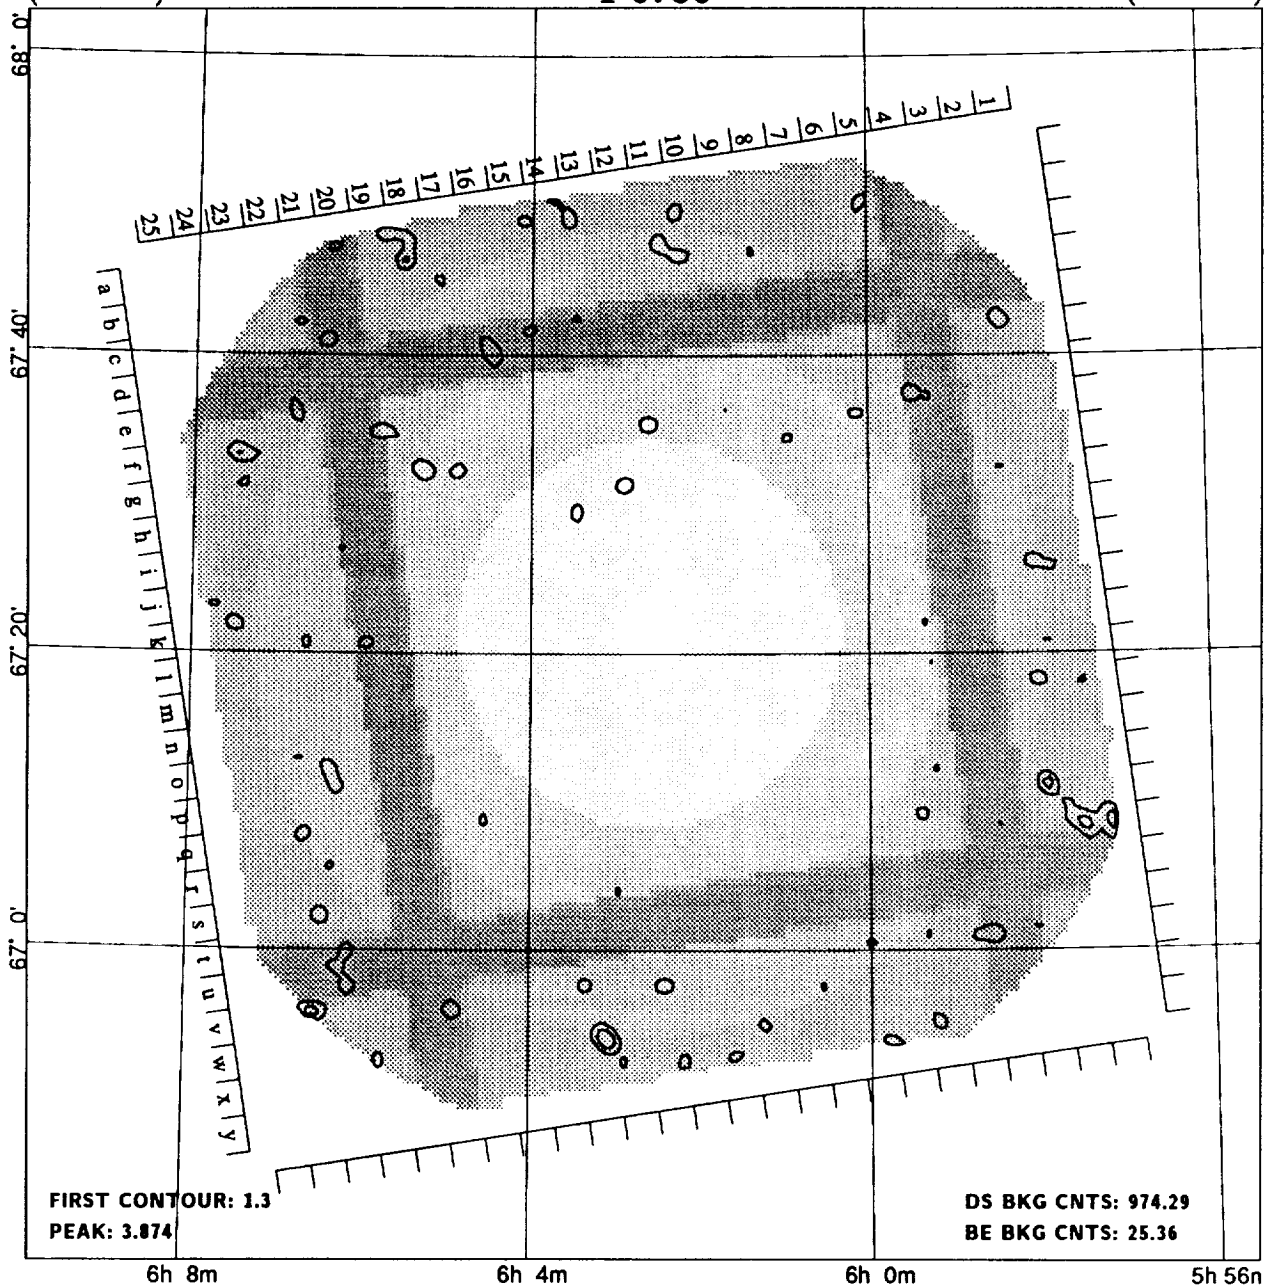 68° 0'
1 2 3 4 5 6 7 8 9 10 11 12 13 14 15 16 17 18 19 20 21 22 23 24 25
67° 40'
a b c d e f g h i j k l m n o p q r s t u v w x y
67° 20'
67° 0'
FIRST CONTOUR: 1.3
PEAK: 3.874
DS BKG CNTS: 974.29
BE BKG CNTS: 25.36
6h 8m 6h 4m 6h 0m 5h 56m